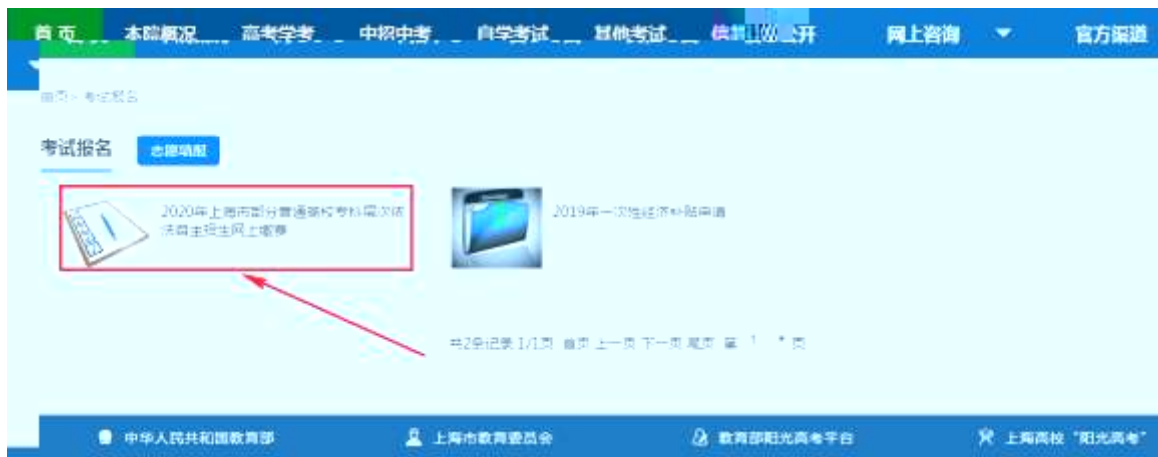 首页 本院概况 高考学考 中招中考 自学考试 其他考试 信息 公开 网上咨询 官方渠道
首页 > 考试报名
考试报名 志愿填报
2020年上海市部分普通高校专科层次依
法自主招生网上缴费
2019年一次性经济补贴申请
共2条记录 1/1页 首页 上一页 下一页 尾页 第 1 页
中华人民共和国教育部 上海市教育委员会 教育部阳光高考平台 上海高校“阳光高考”